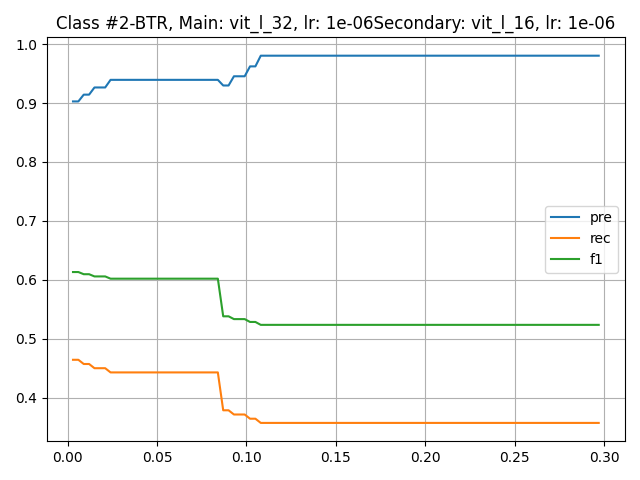 Class #2-BTR, Main: vit_l_32, lr: 1e-06Secondary: vit_l_16, lr: 1e-06
1.0
0.9
0.8
0.7
0.6
0.5
0.4
pre
rec
f1
0.00 0.05 0.10 0.15 0.20 0.25 0.30